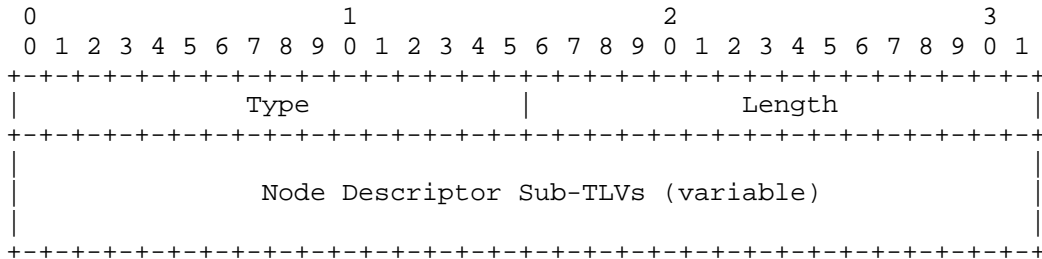 0                   1                   2                   3
 0 1 2 3 4 5 6 7 8 9 0 1 2 3 4 5 6 7 8 9 0 1 2 3 4 5 6 7 8 9 0 1
+-+-+-+-+-+-+-+-+-+-+-+-+-+-+-+-+-+-+-+-+-+-+-+-+-+-+-+-+-+-+-+-+
|              Type             |             Length            |
+-+-+-+-+-+-+-+-+-+-+-+-+-+-+-+-+-+-+-+-+-+-+-+-+-+-+-+-+-+-+-+-+
|                                                               |
|               Node Descriptor Sub-TLVs (variable)             |
|                                                               |
+-+-+-+-+-+-+-+-+-+-+-+-+-+-+-+-+-+-+-+-+-+-+-+-+-+-+-+-+-+-+-+-+